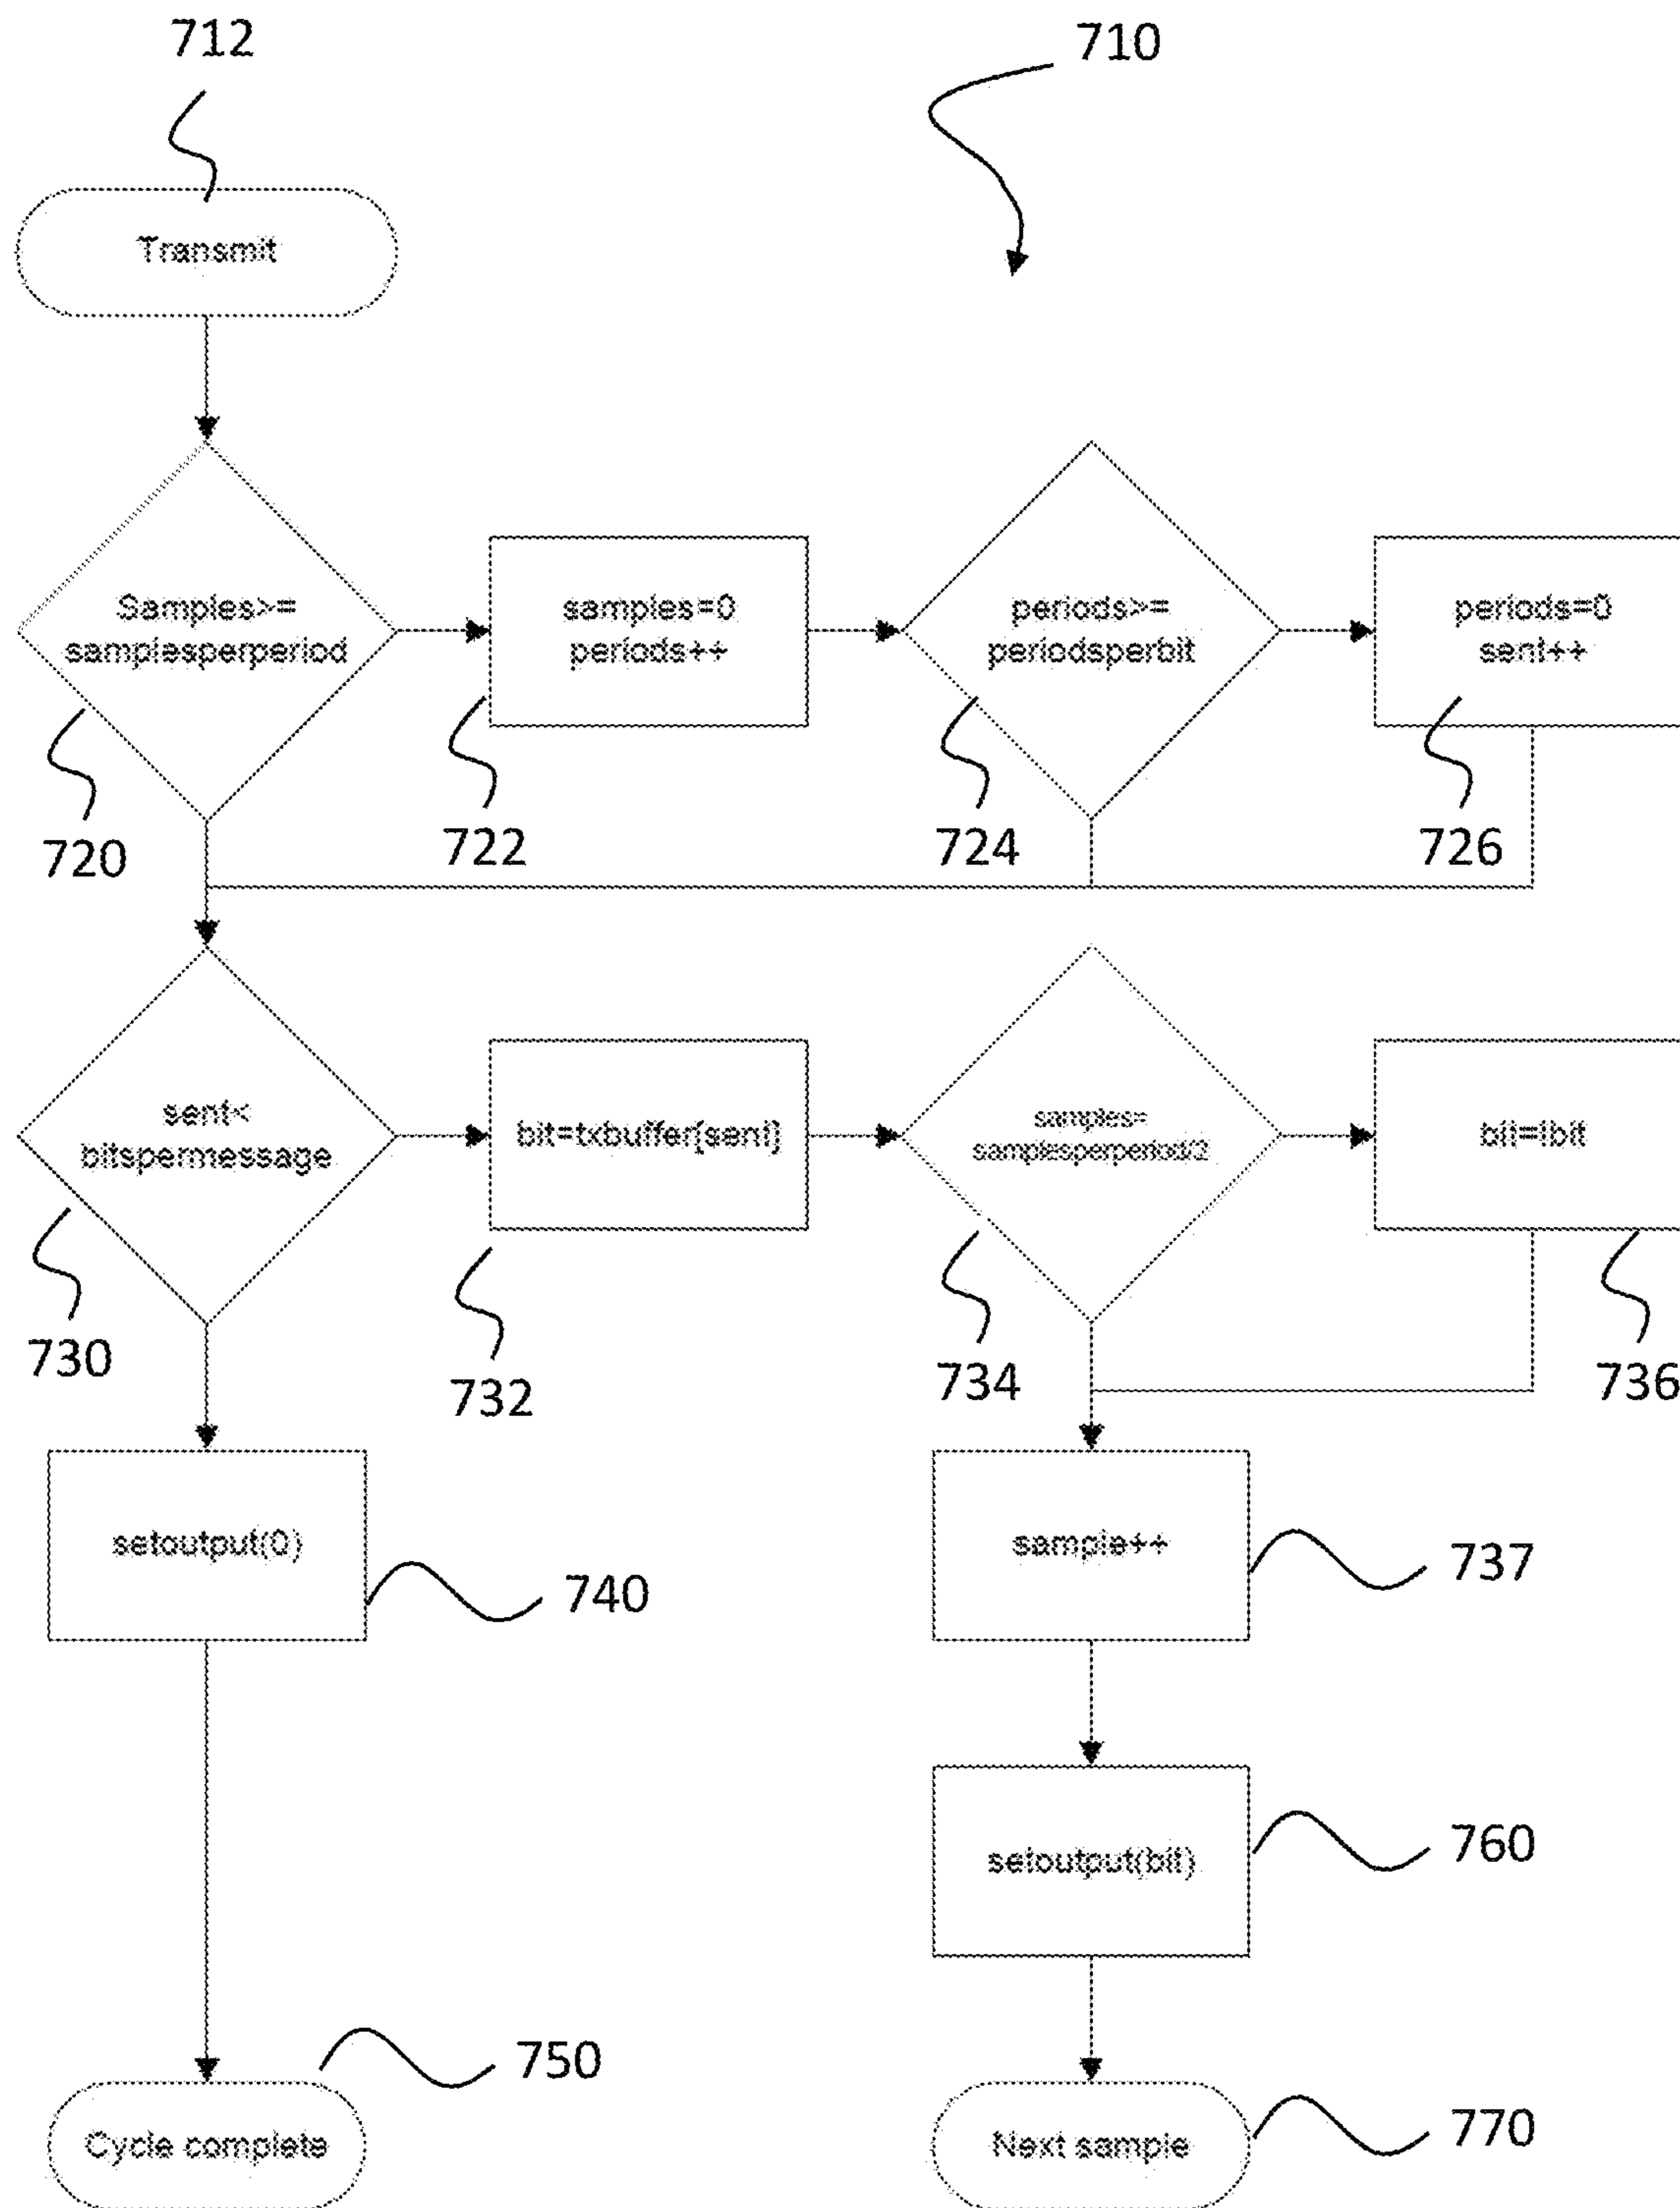 712
710
Transmit
Samples>=
samplesperperiod
samples=0
periods++
periods>=
periodsperbit
periods=0
sent++
720
722
724
726
sent<
bitspermessage
bit=txbuffer[sent]
samples=
samplesperperiod/2
bit=!bit
730
732
734
736
setoutput(0)
740
sample++
737
setoutput(bit)
760
750
Cycle complete
Next sample
770